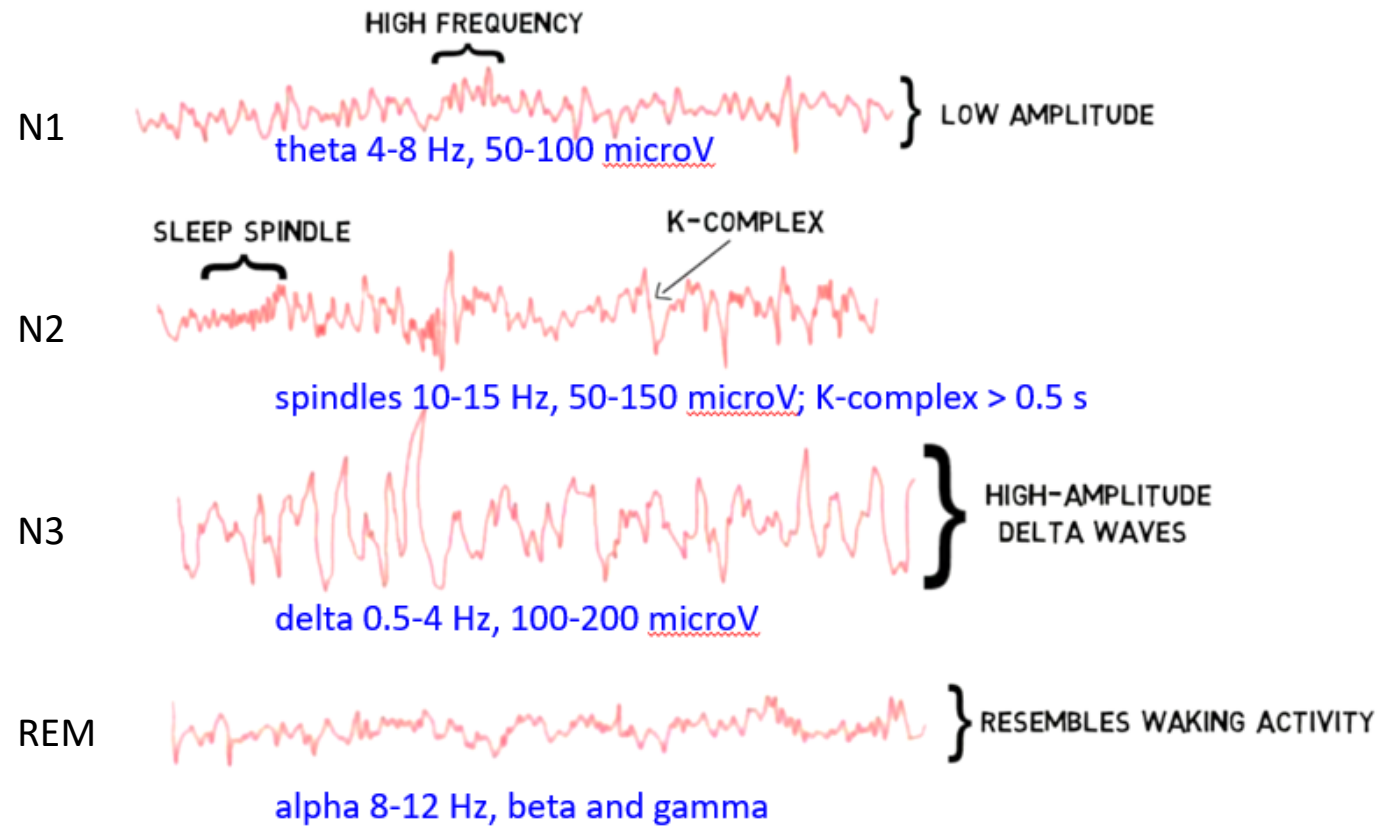 HIGH FREQUENCY
N1
LOW AMPLITUDE
theta 4-8 Hz, 50-100 microV
SLEEP SPINDLE
K-COMPLEX
N2
spindles 10-15 Hz, 50-150 microV; K-complex > 0.5 s
N3
HIGH-AMPLITUDE
DELTA WAVES
delta 0.5-4 Hz, 100-200 microV
REM
RESEMBLES WAKING ACTIVITY
alpha 8-12 Hz, beta and gamma